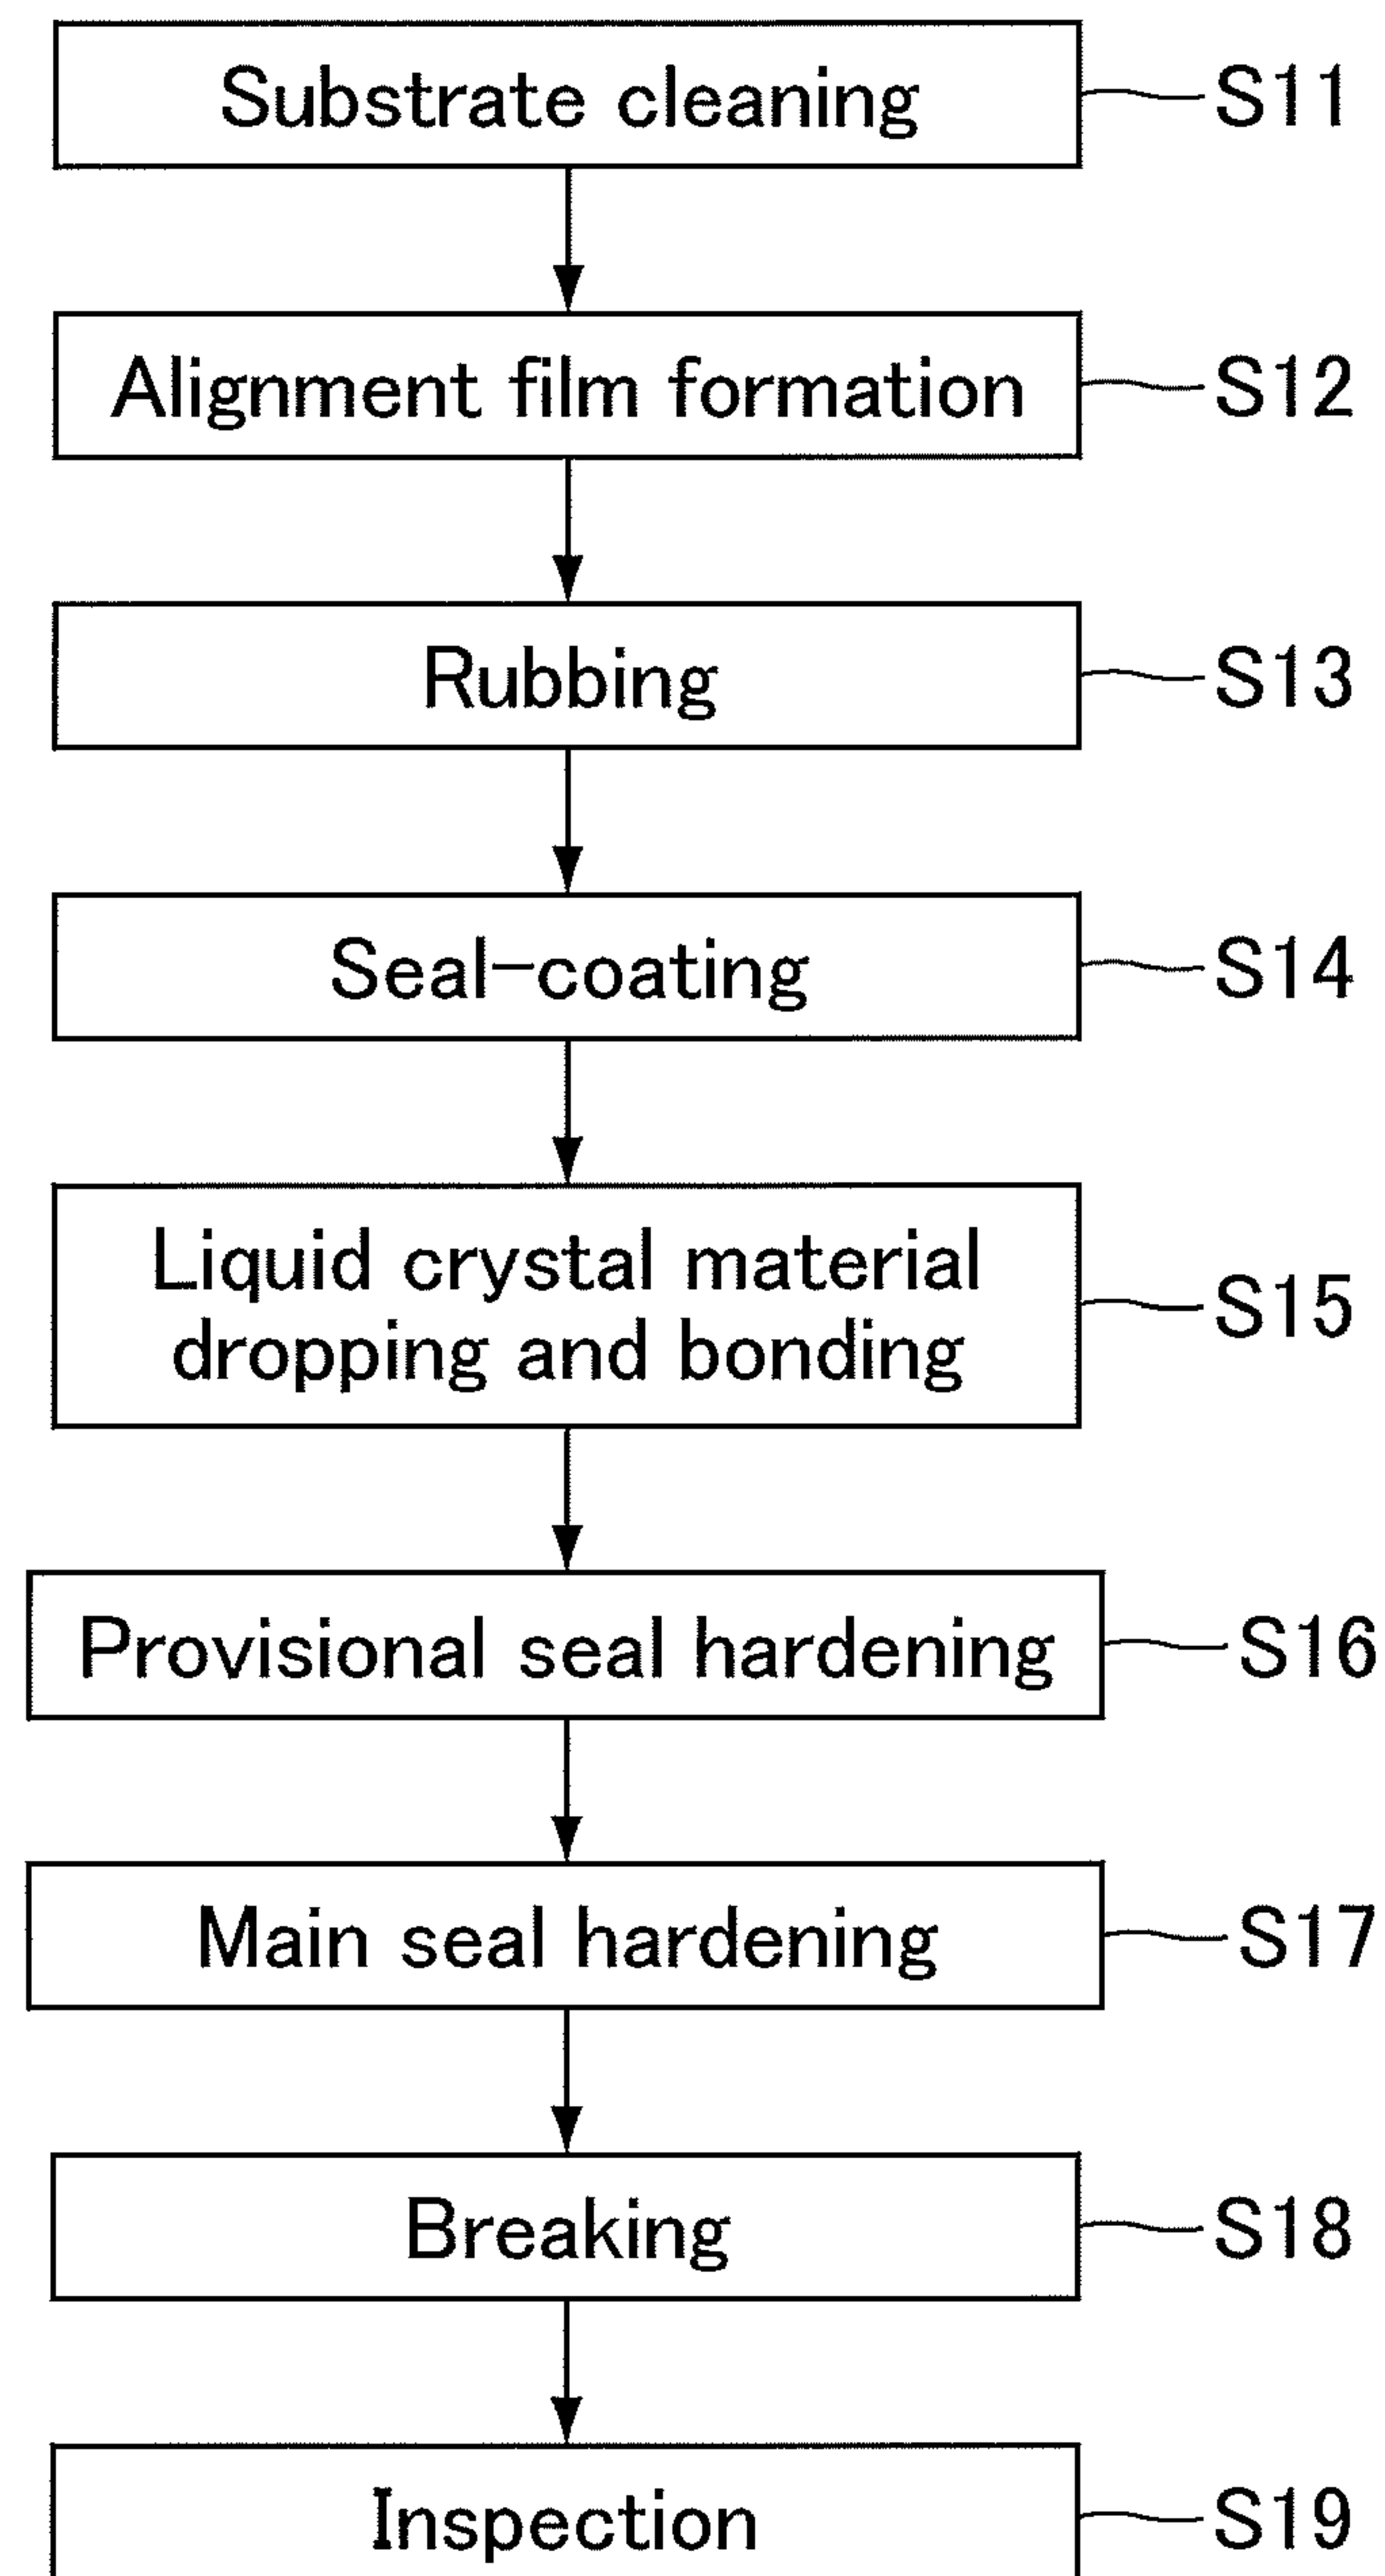 Substrate cleaning S11
Alignment film formation S12
Rubbing S13
Seal-coating S14
Liquid crystal material
dropping and bonding S15
Provisional seal hardening S16
Main seal hardening S17
Breaking S18
Inspection S19